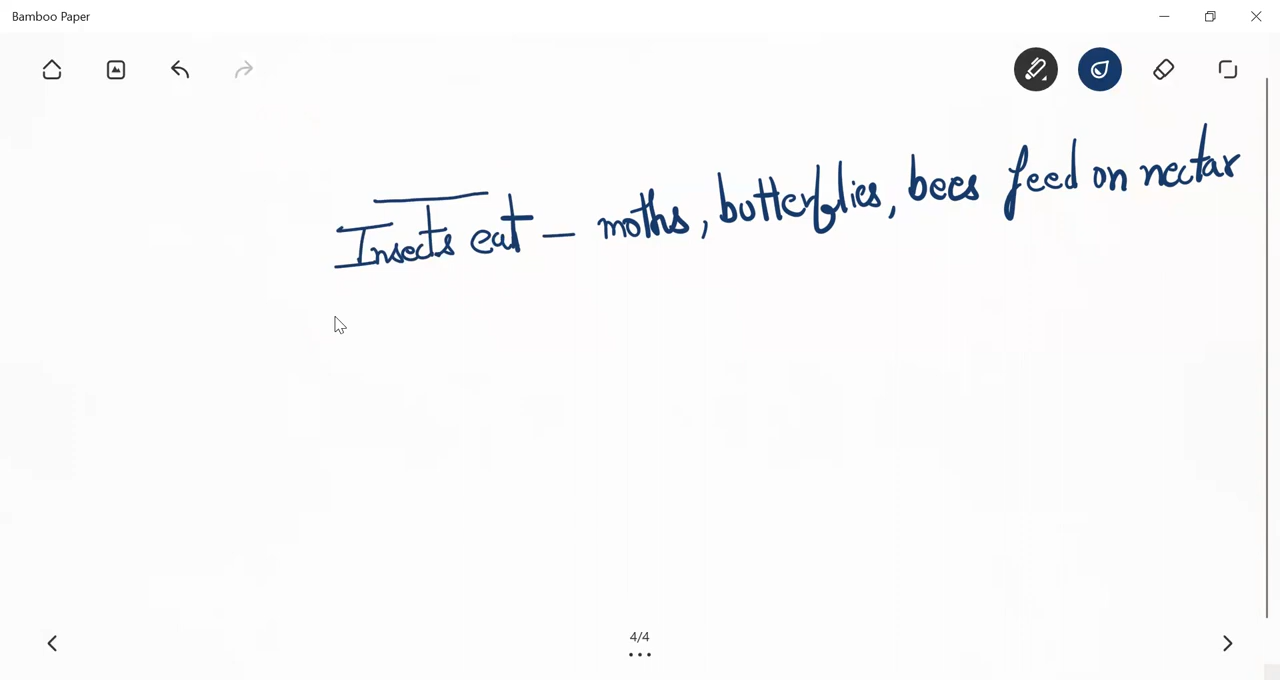 Bamboo Paper
Insects eat – moths, butterflies, bees feed on nectar
4/4